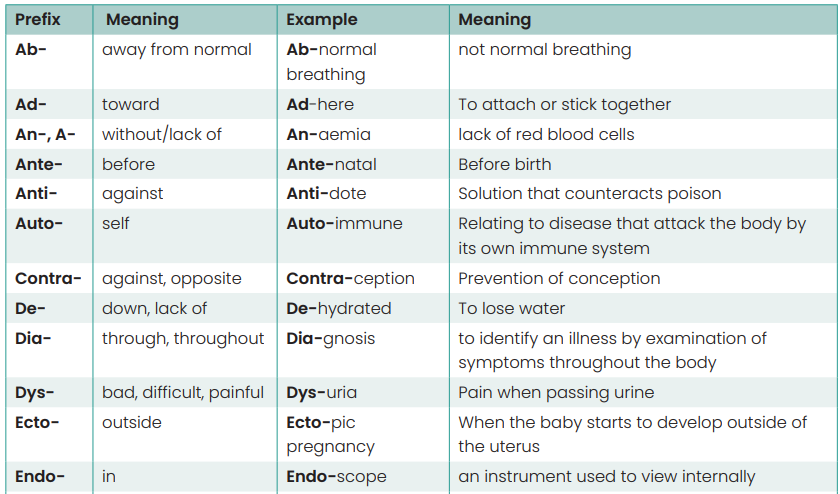 Prefix Meaning Example Meaning
Ab- away from normal Ab-normal not normal breathing
breathing
Ad- toward Ad-here To attach or stick together
An-, A- without/lack of An-aemia lack of red blood cells
Ante- before Ante-natal Before birth
Anti- against Anti-dote Solution that counteracts poison
Auto- self Auto-immune Relating to disease that attack the body by
its own immune system
Contra- against, opposite Contra-ception Prevention of conception
De- down, lack of De-hydrated To lose water
Dia- through, throughout Dia-gnosis to identify an illness by examination of
symptoms throughout the body
Dys- bad, difficult, painful Dys-uria Pain when passing urine
Ecto- outside Ecto-pic When the baby starts to develop outside of
pregnancy the uterus
Endo- in Endo-scope an instrument used to view internally